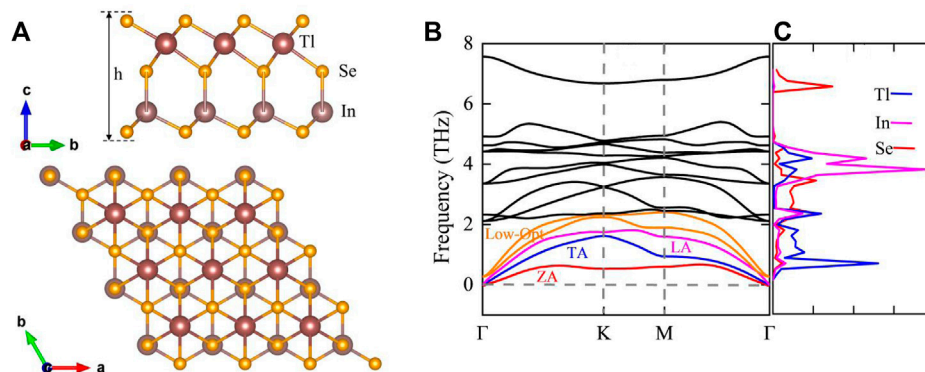 A
h
Tl
Se
In
c
a
b
b
c
a
B
Frequency (THz)
8
6
4
2
0
Low-Opt
TA
LA
ZA
Γ
K
M
Γ
C
Tl
In
Se